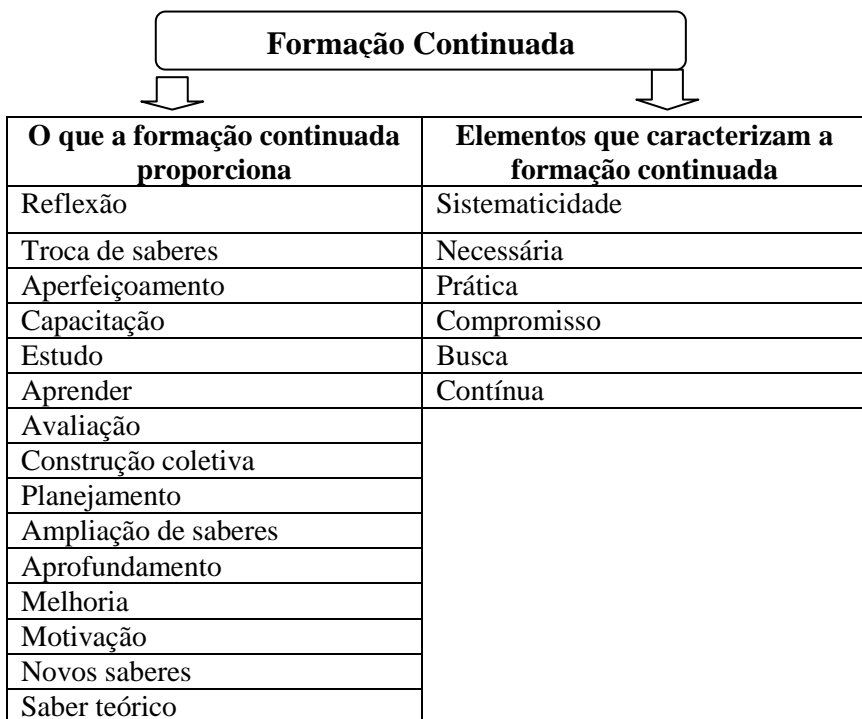 Formação Continuada
O que a formação continuada
proporciona
Elementos que caracterizam a
formação continuada
Reflexão
Sistematicidade
Troca de saberes
Necessária
Aperfeiçoamento
Prática
Capacitação
Compromisso
Estudo
Busca
Aprender
Contínua
Avaliação
Construção coletiva
Planejamento
Ampliação de saberes
Aprofundamento
Melhoria
Motivação
Novos saberes
Saber teórico